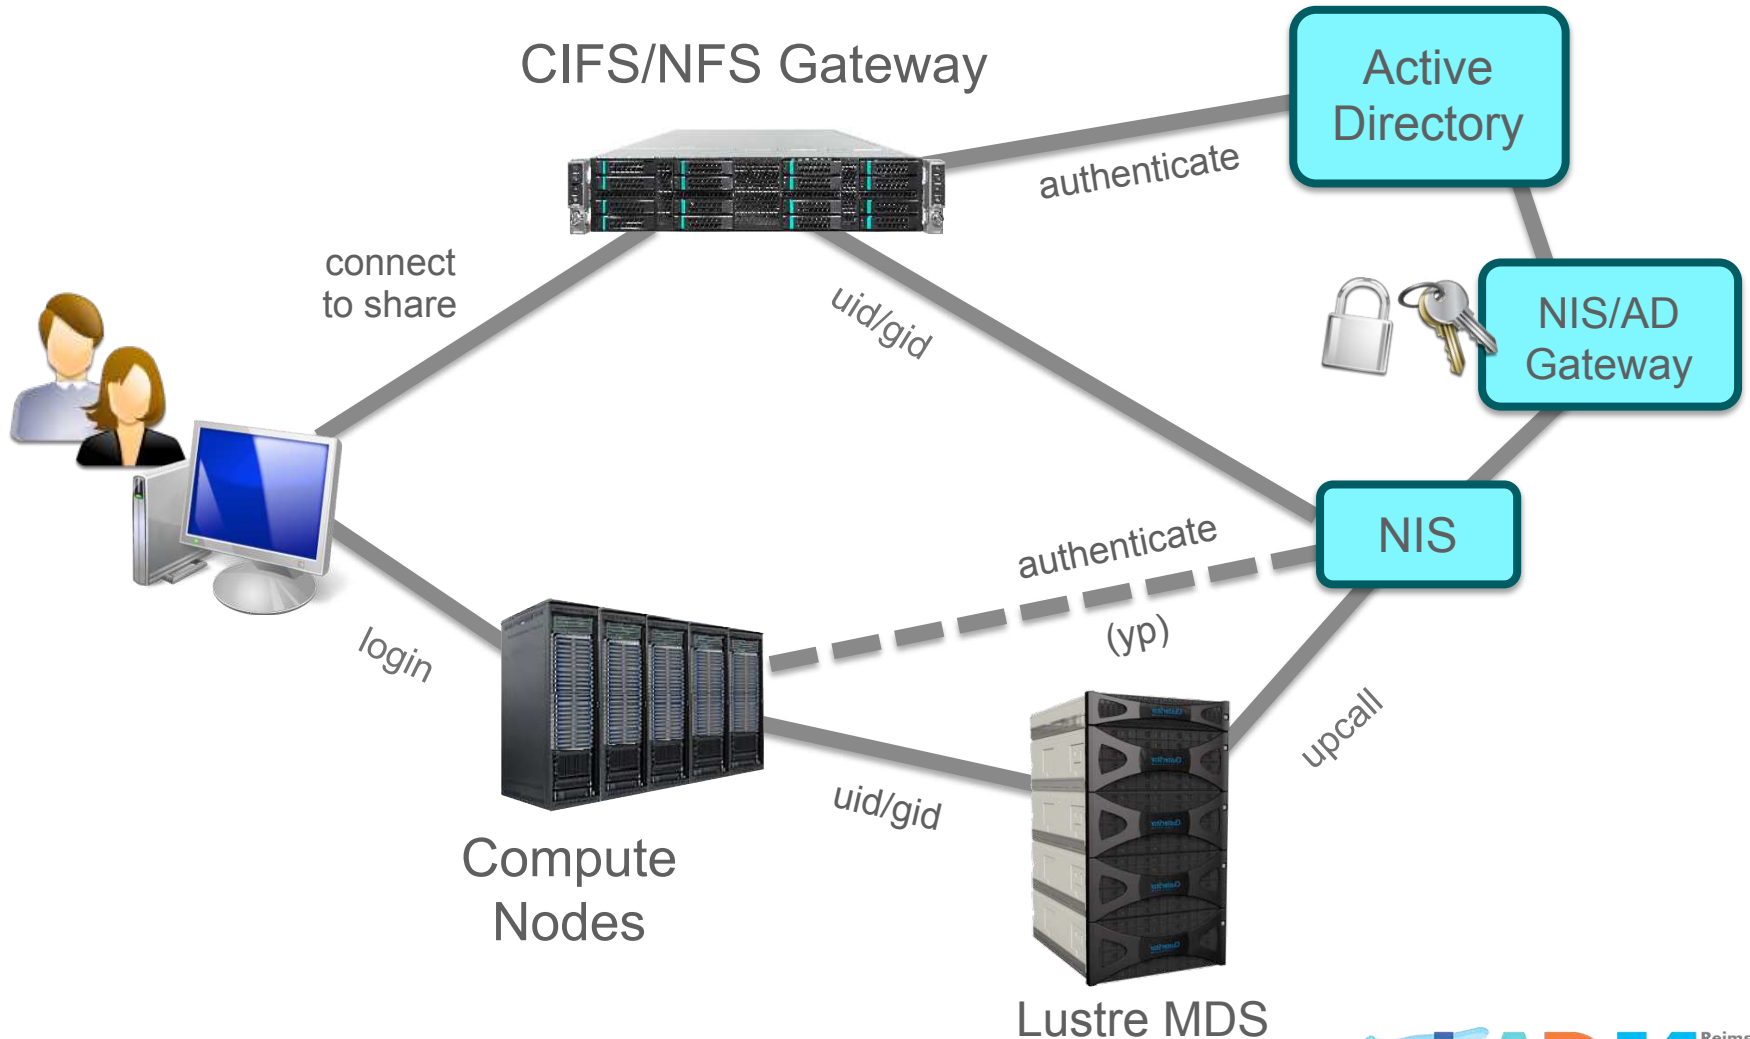 CIFS/NFS Gateway
Active
Directory
authenticate
connect
to share
uid/gid
NIS/AD
Gateway
NIS
authenticate
(yp)
login
upcall
uid/gid
Compute
Nodes
Lustre MDS
Reims